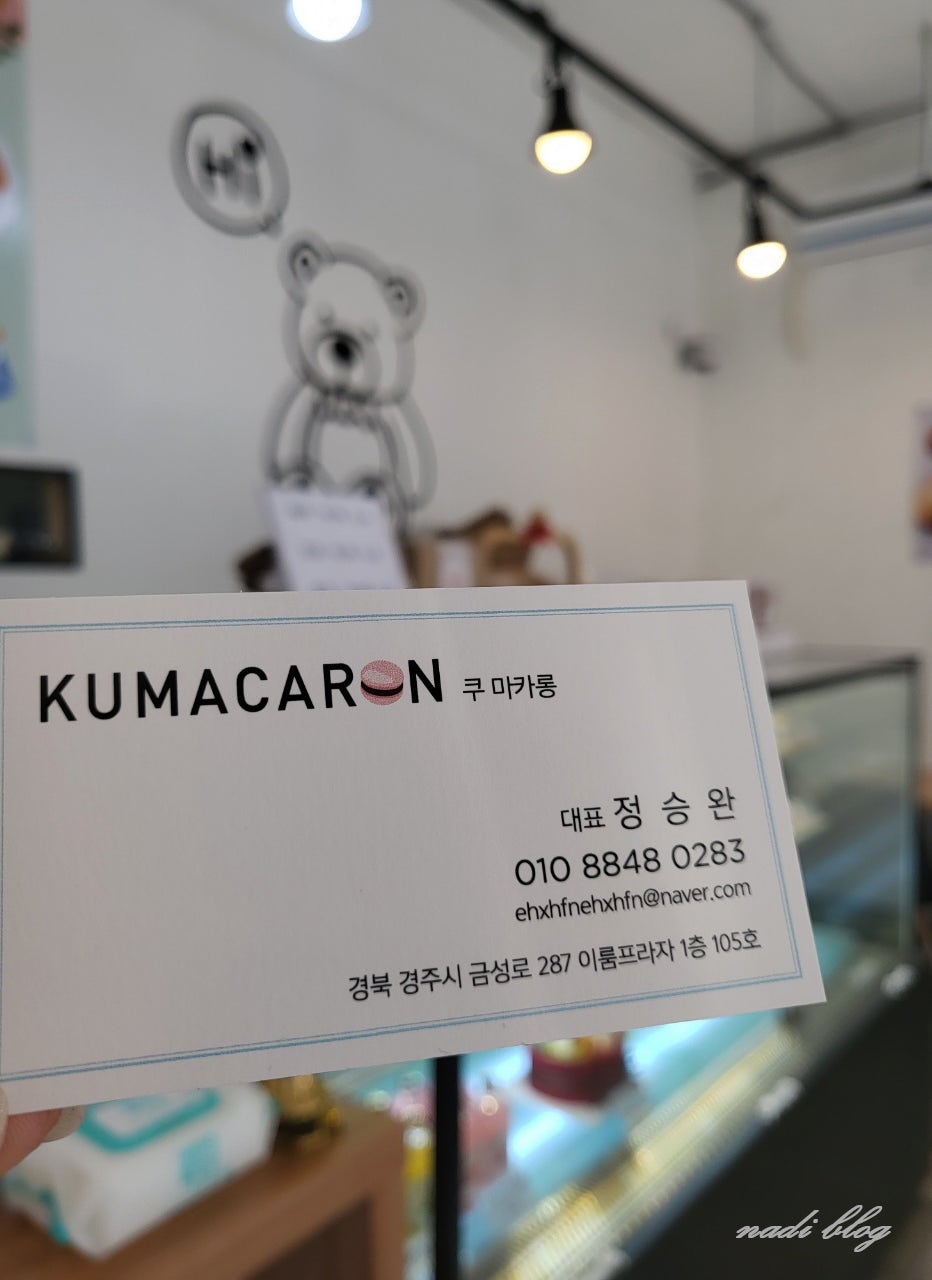 Hi
KUMACARON 쿠 마카롱
대표 정 승 완
010 8848 0283
ehxhfnehxhfn@naver.com
경북 경주시 금성로 287 이룸프라자 1층 105호
nadi blog